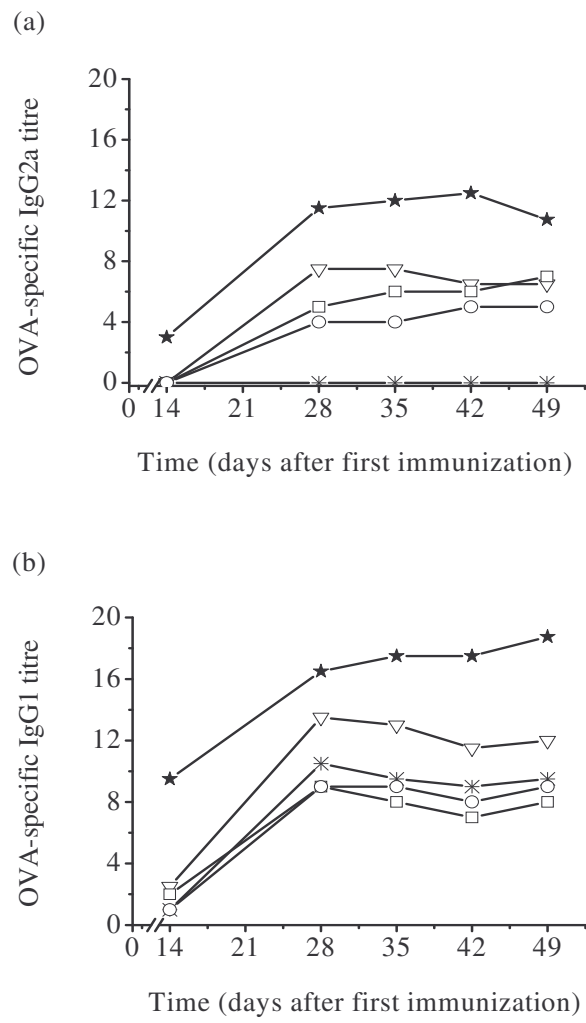 (a)
OVA-specific IgG2a titre
20
16
12
8
4
0
0 14 21 28 35 42 49
Time (days after first immunization)
(b)
OVA-specific IgG1 titre
20
16
12
8
4
0
0 14 21 28 35 42 49
Time (days after first immunization)